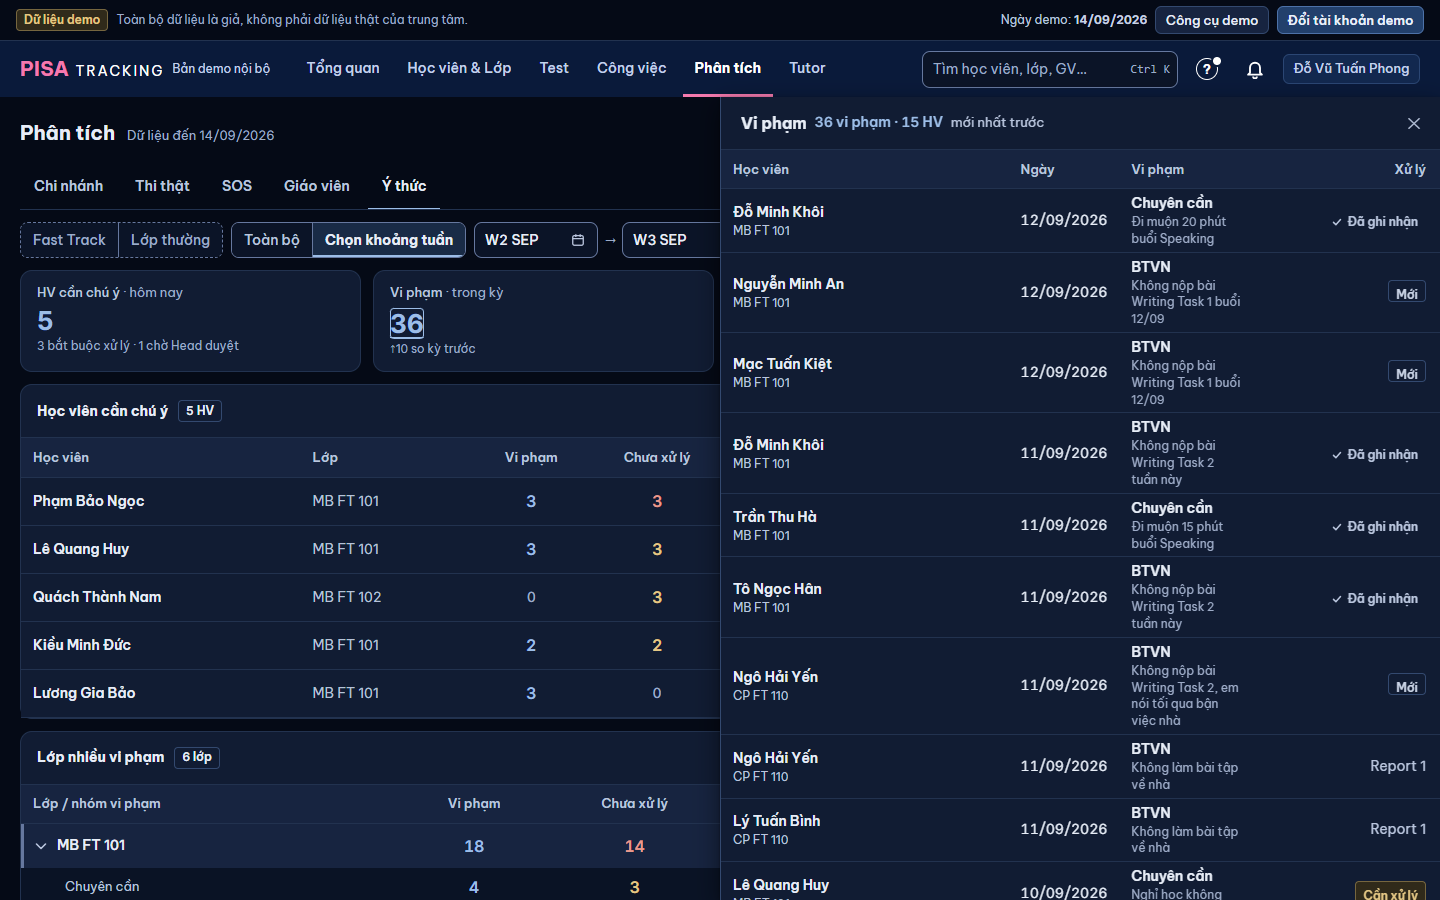 Dữ liệu demo Toàn bộ dữ liệu là giả, không phải dữ liệu thật của trung tâm. Ngày demo: 14/09/2026 Công cụ demo Đổi tài khoản demo
PISA TRACKING Bản demo nội bộ Tổng quan Học viên & Lớp Test Công việc Phân tích Tutor Tìm học viên, lớp, GV... Ctrl K ? Đỗ Vũ Tuấn Phong
Phân tích Dữ liệu đến 14/09/2026
Chi nhánh Thi thật SOS Giáo viên Ý thức
Fast Track Lớp thường Toàn bộ Chọn khoảng tuần W2 SEP → W3 SEP
HV cần chú ý · hôm nay
5
3 bắt buộc xử lý · 1 chờ Head duyệt
Vi phạm · trong kỳ
36
↑10 so kỳ trước
Học viên cần chú ý 5 HV
Học viên Lớp Vi phạm Chưa xử lý
Phạm Bảo Ngọc MB FT 101 3 3
Lê Quang Huy MB FT 101 3 3
Quách Thành Nam MB FT 102 0 3
Kiều Minh Đức MB FT 101 2 2
Lương Gia Bảo MB FT 101 3 0
Lớp nhiều vi phạm 6 lớp
Lớp / nhóm vi phạm Vi phạm Chưa xử lý
MB FT 101 18 14
Chuyên cần 4 3
Vi phạm 36 vi phạm · 15 HV mới nhất trước
Học viên Ngày Vi phạm Xử lý
Đỗ Minh Khôi
MB FT 101
12/09/2026
Chuyên cần
Đi muộn 20 phút
buổi Speaking
✓ Đã ghi nhận
Nguyễn Minh An
MB FT 101
12/09/2026
BTVN
Không nộp bài
Writing Task 1 buổi
12/09
Mới
Mạc Tuấn Kiệt
MB FT 101
12/09/2026
BTVN
Không nộp bài
Writing Task 1 buổi
12/09
Mới
Đỗ Minh Khôi
MB FT 101
11/09/2026
BTVN
Không nộp bài
Writing Task 2
tuần này
✓ Đã ghi nhận
Trần Thu Hà
MB FT 101
11/09/2026
Chuyên cần
Đi muộn 15 phút
buổi Speaking
✓ Đã ghi nhận
Tô Ngọc Hân
MB FT 101
11/09/2026
BTVN
Không nộp bài
Writing Task 2
tuần này
✓ Đã ghi nhận
Ngô Hải Yến
CP FT 110
11/09/2026
BTVN
Không nộp bài
Writing Task 2, em
nói tối qua bận
việc nhà
Mới
Ngô Hải Yến
CP FT 110
11/09/2026
BTVN
Không làm bài tập
về nhà
Report 1
Lý Tuấn Bình
CP FT 110
11/09/2026
BTVN
Không làm bài tập
về nhà
Report 1
Lê Quang Huy
MB FT 101
10/09/2026
Chuyên cần
Nghỉ học không
Cần xử lý